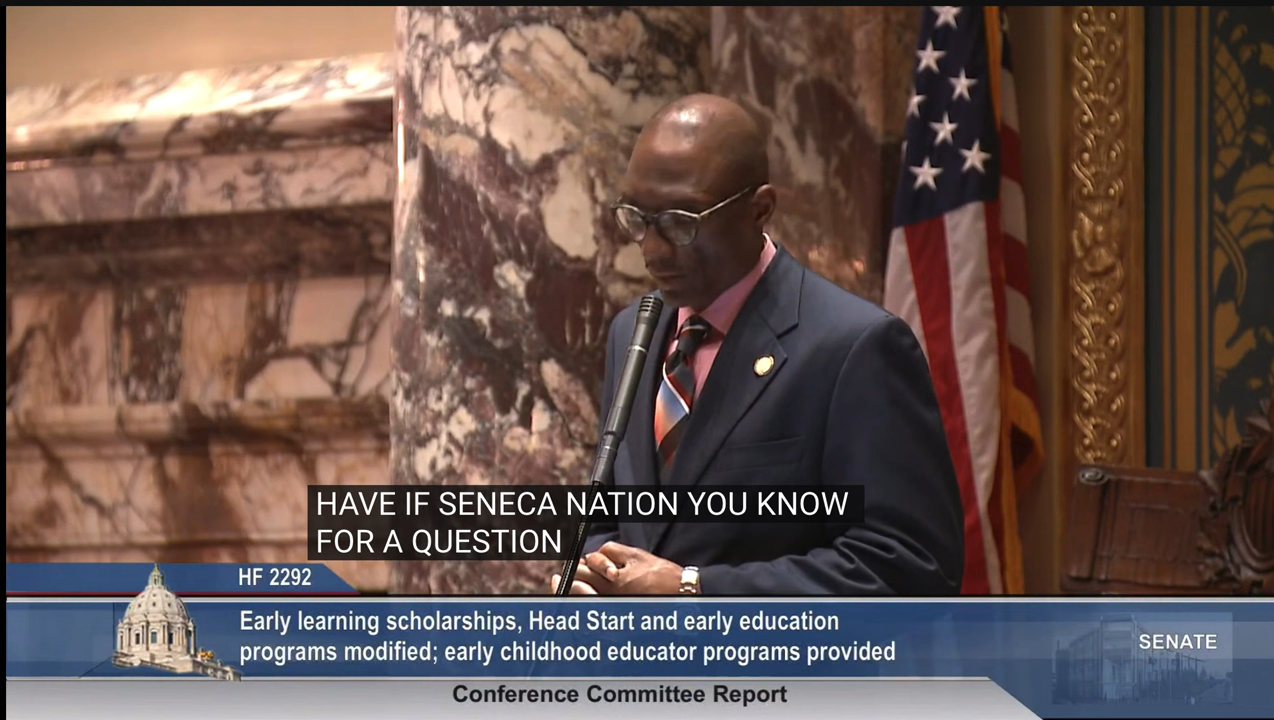 HAVE IF SENECA NATION YOU KNOW
FOR A QUESTION
HF 2292
Early learning scholarships, Head Start and early education
programs modified; early childhood educator programs provided
SENATE
Conference Committee Report